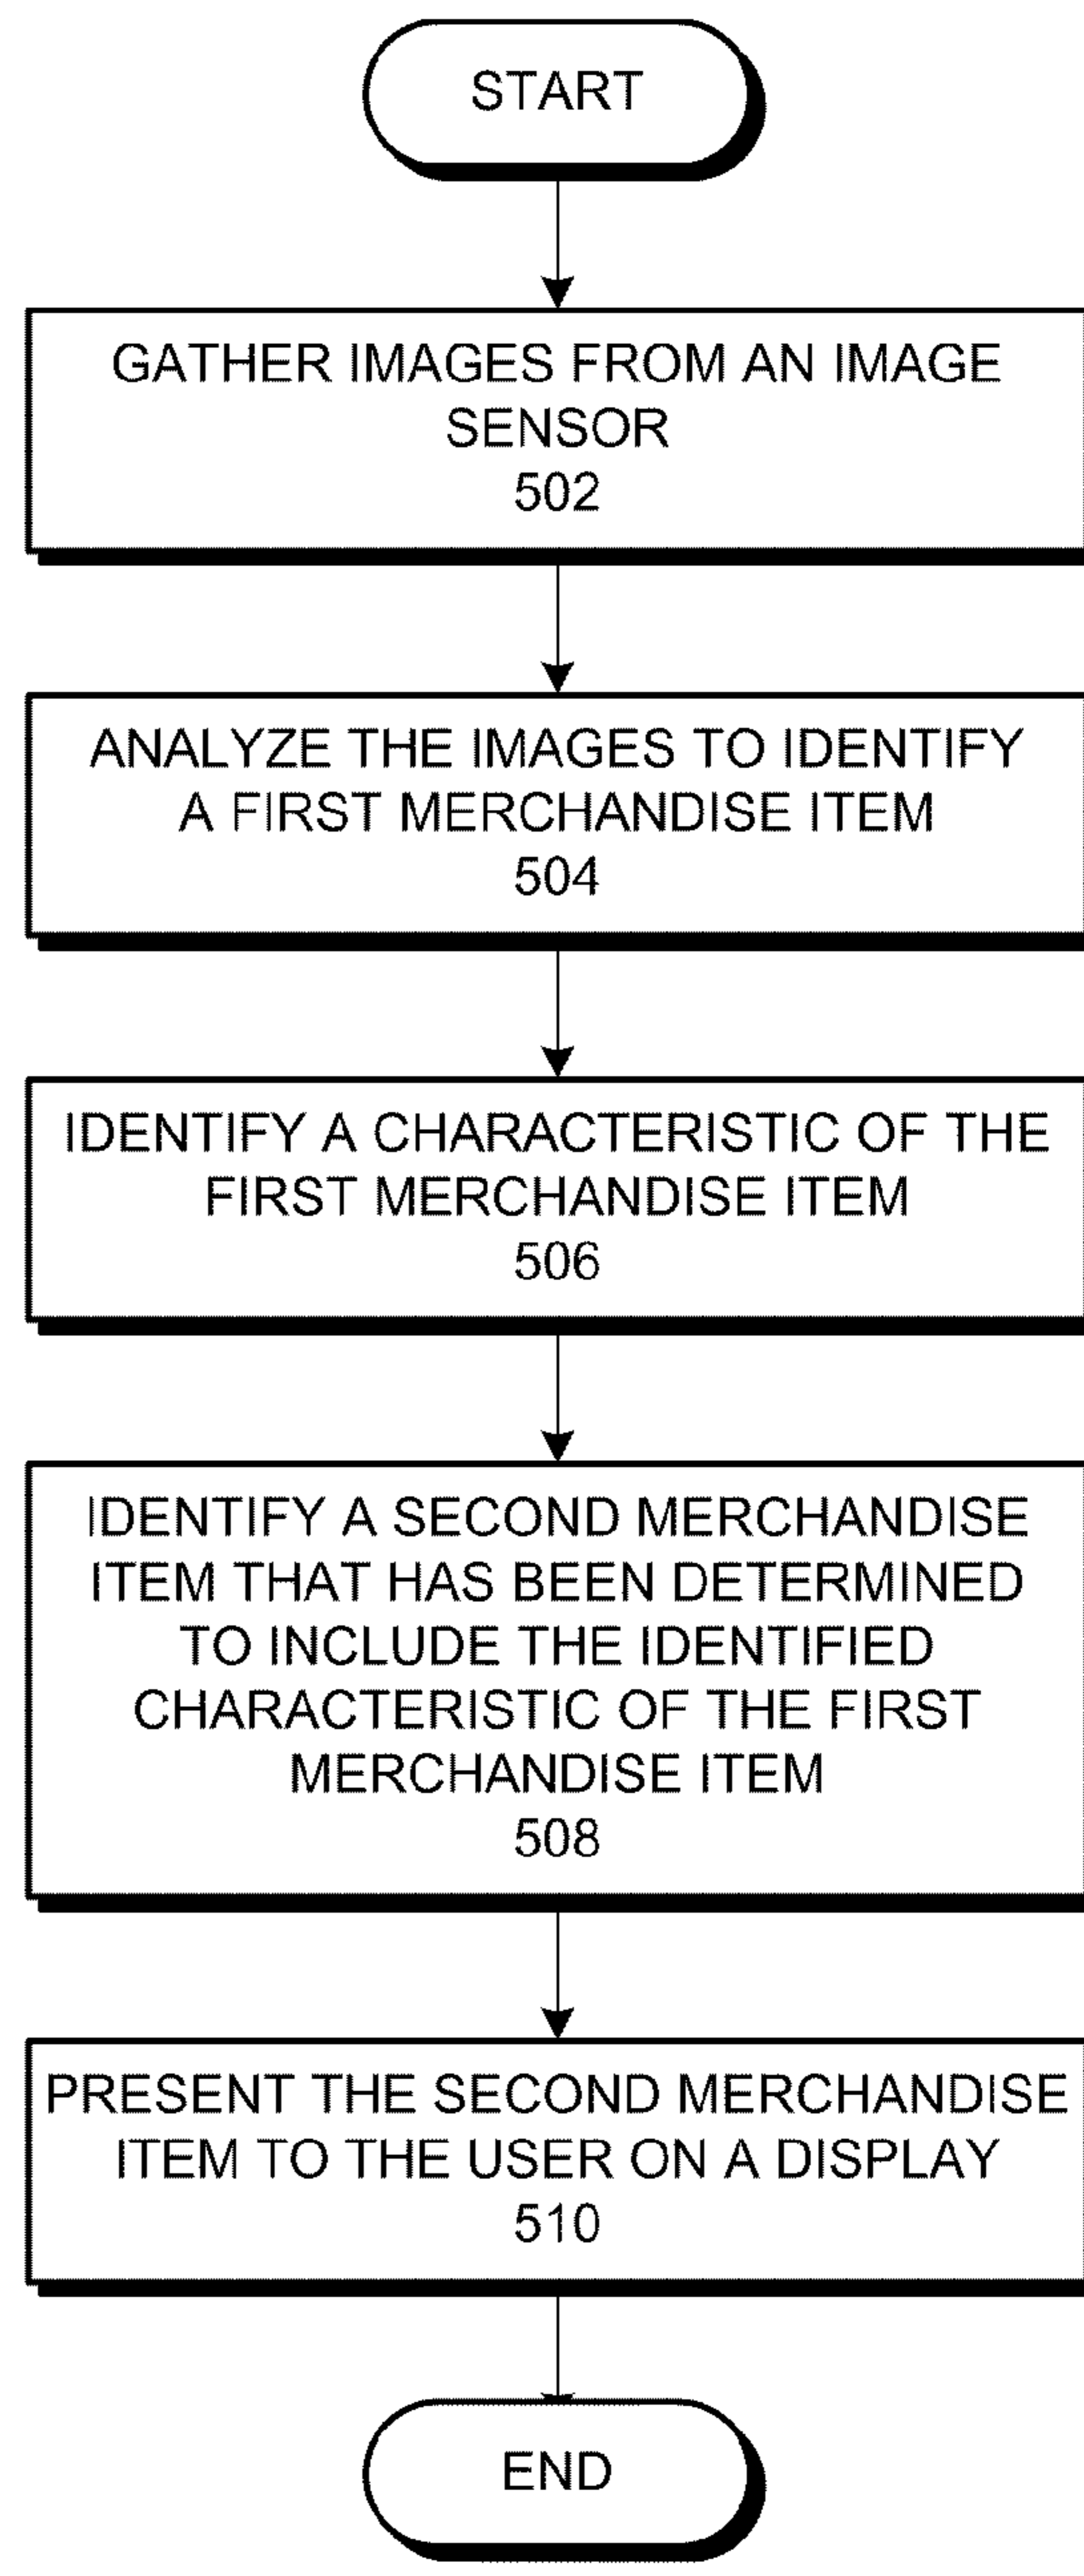 START
GATHER IMAGES FROM AN IMAGE
SENSOR
502
ANALYZE THE IMAGES TO IDENTIFY
A FIRST MERCHANDISE ITEM
504
IDENTIFY A CHARACTERISTIC OF THE
FIRST MERCHANDISE ITEM
506
IDENTIFY A SECOND MERCHANDISE
ITEM THAT HAS BEEN DETERMINED
TO INCLUDE THE IDENTIFIED
CHARACTERISTIC OF THE FIRST
MERCHANDISE ITEM
508
PRESENT THE SECOND MERCHANDISE
ITEM TO THE USER ON A DISPLAY
510
END